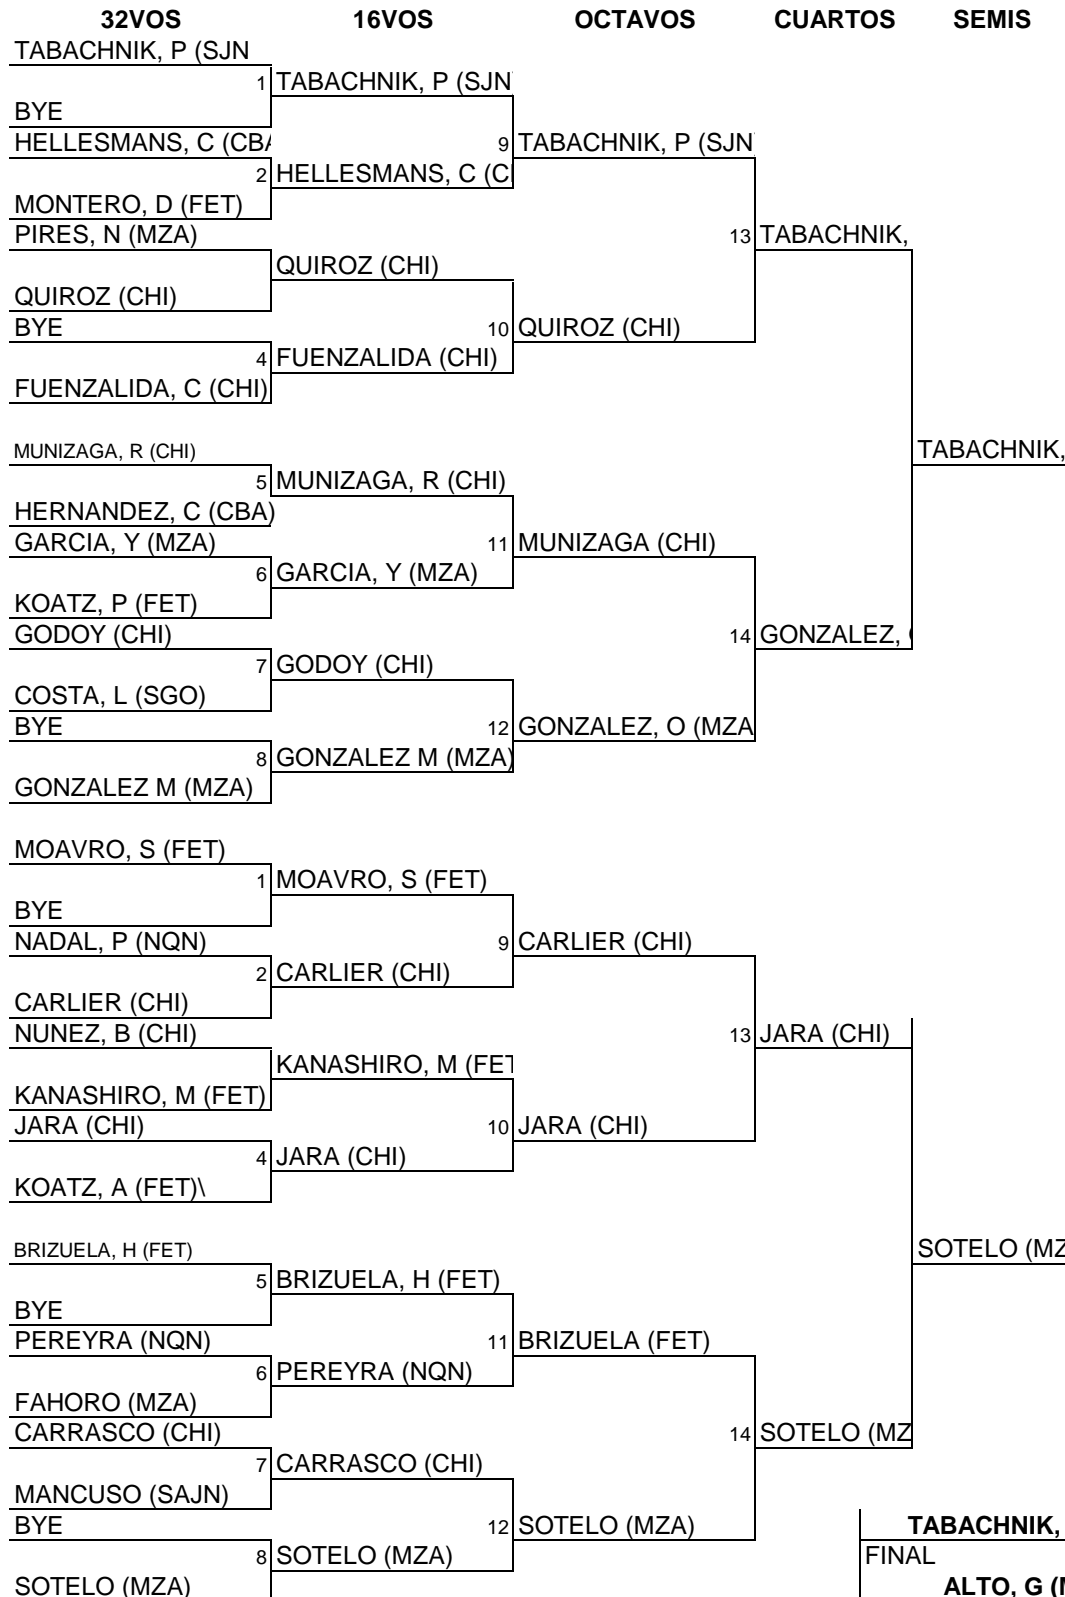 32VOS 16VOS OCTAVOS CUARTOS SEMIS
TABACHNIK, P (SJN
1 TABACHNIK, P (SJN
BYE
HELLESMANS, C (CBA 9 TABACHNIK, P (SJN
2 HELLESMANS, C (C
MONTERO, D (FET)
PIRES, N (MZA) 13 TABACHNIK,
QUIROZ (CHI)
QUIROZ (CHI)
BYE 10 QUIROZ (CHI)
4 FUENZALIDA (CHI)
FUENZALIDA, C (CHI)
MUNIZAGA, R (CHI) TABACHNIK,
5 MUNIZAGA, R (CHI)
HERNANDEZ, C (CBA)
GARCIA, Y (MZA) 11 MUNIZAGA (CHI)
6 GARCIA, Y (MZA)
KOATZ, P (FET)
GODOY (CHI) 14 GONZALEZ,
7 GODOY (CHI)
COSTA, L (SGO)
BYE 12 GONZALEZ, O (MZA
8 GONZALEZ M (MZA)
GONZALEZ M (MZA)
MOAVRO, S (FET)
1 MOAVRO, S (FET)
BYE
NADAL, P (NQN) 9 CARLIER (CHI)
2 CARLIER (CHI)
CARLIER (CHI)
NUNEZ, B (CHI) 13 JARA (CHI)
KANASHIRO, M (FET
KANASHIRO, M (FET)
JARA (CHI) 10 JARA (CHI)
4 JARA (CHI)
KOATZ, A (FET)\
BRIZUELA, H (FET) SOTELO (MZ
5 BRIZUELA, H (FET)
BYE
PEREYRA (NQN) 11 BRIZUELA (FET)
6 PEREYRA (NQN)
FAHORO (MZA)
CARRASCO (CHI) 14 SOTELO (MZ
7 CARRASCO (CHI)
MANCUSO (SAJN)
BYE 12 SOTELO (MZA) TABACHNIK,
8 SOTELO (MZA) FINAL
SOTELO (MZA) ALTO, G (M